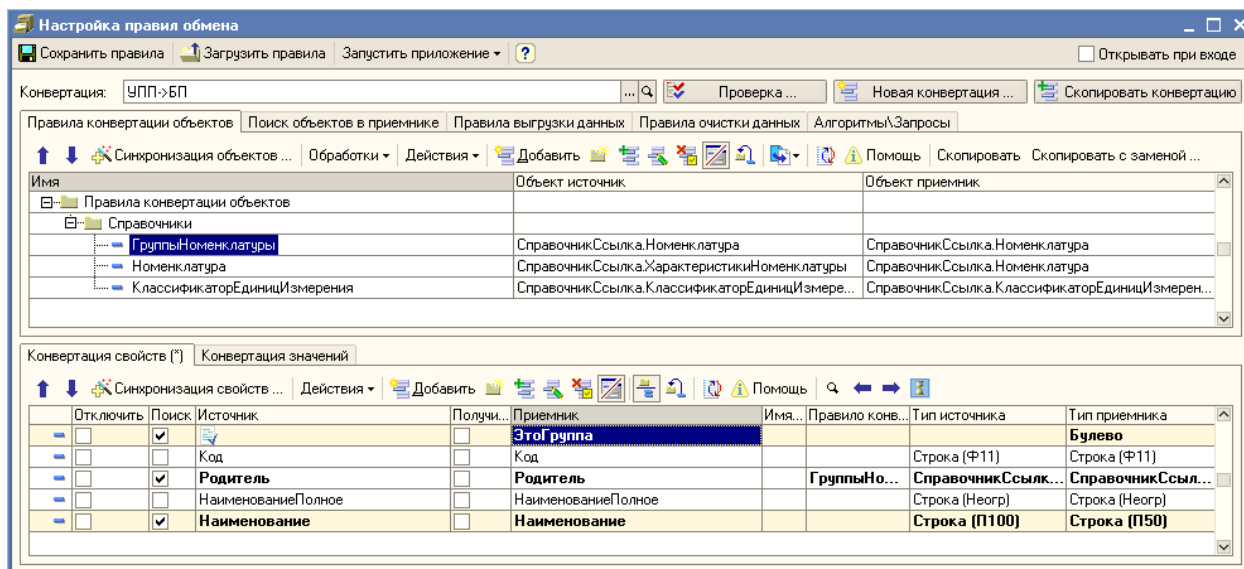 Настройка правил обмена
Сохранить правила Загрузить правила Запустить приложение ? Открывать при входе
Конвертация: УПП->БП ... Проверка ... Новая конвертация ... Скопировать конвертацию
Правила конвертации объектов Поиск объектов в приемнике Правила выгрузки данных Правила очистки данных Алгоритмы\Запросы
Синхронизация объектов ... Обработки Действия Добавить Помощь Скопировать Скопировать с заменой ...
Имя Объект источник Объект приемник
Правила конвертации объектов
Справочники
ГруппыНоменклатуры СправочникСсылка.Номенклатура СправочникСсылка.Номенклатура
Номенклатура СправочникСсылка.ХарактеристикиНоменклатуры СправочникСсылка.Номенклатура
КлассификаторЕдиницИзмерения СправочникСсылка.КлассификаторЕдиницИзмере... СправочникСсылка.КлассификаторЕдиницИзмерен...
Конвертация свойств (*) Конвертация значений
Синхронизация свойств ... Действия Добавить Помощь
Отключить Поиск Источник Получи... Приемник Имя... Правило конв... Тип источника Тип приемника
ЭтоГруппа Булево
Код Код Строка (Ф11) Строка (Ф11)
Родитель Родитель ГруппыНо... СправочникСсылк... СправочникСсыл...
НаименованиеПолное НаименованиеПолное Строка (Неогр) Строка (Неогр)
Наименование Наименование Строка (П100) Строка (П50)